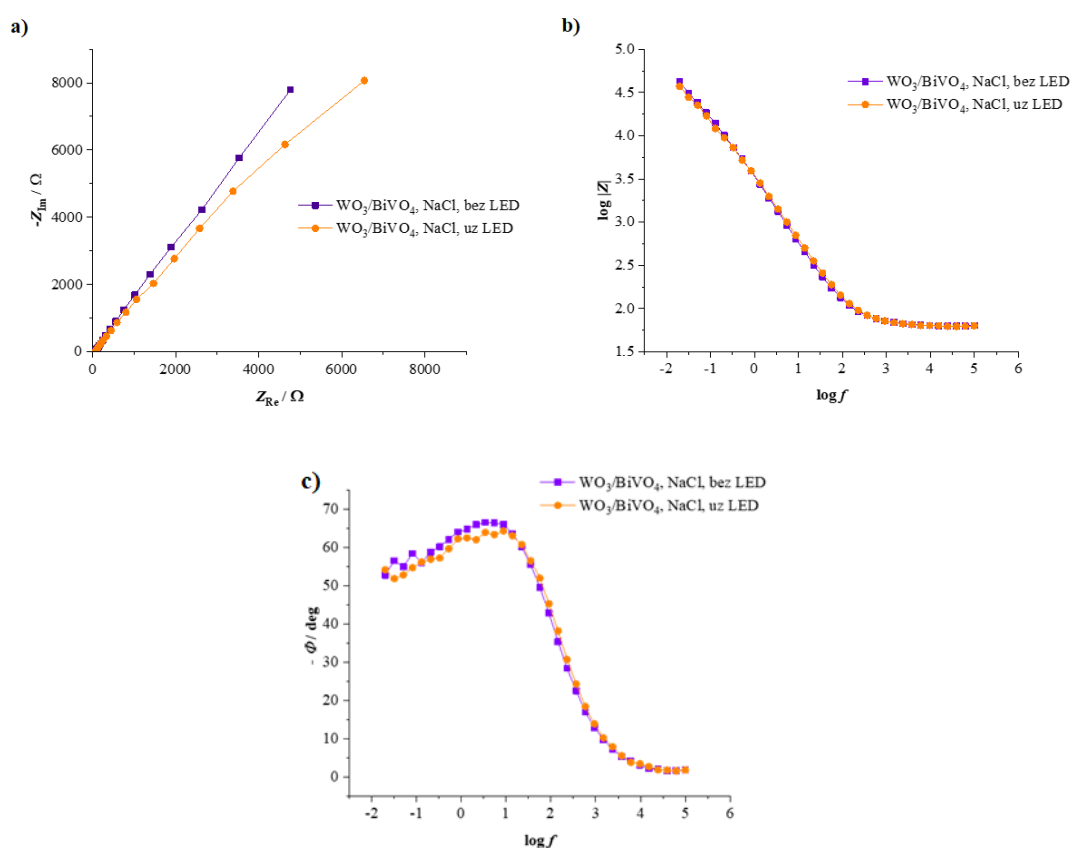 a)
8000
6000
4000
2000
0
-Z_Im / Ω
WO₃/BiVO₄, NaCl, bez LED
WO₃/BiVO₄, NaCl, uz LED
0 2000 4000 6000 8000
Z_Re / Ω
b)
5.0
4.5
4.0
3.5
3.0
2.5
2.0
1.5
log |Z|
WO₃/BiVO₄, NaCl, bez LED
WO₃/BiVO₄, NaCl, uz LED
-2 -1 0 1 2 3 4 5 6
log f
c)
WO₃/BiVO₄, NaCl, bez LED
WO₃/BiVO₄, NaCl, uz LED
70
60
50
40
30
20
10
0
- Φ / deg
-2 -1 0 1 2 3 4 5 6
log f